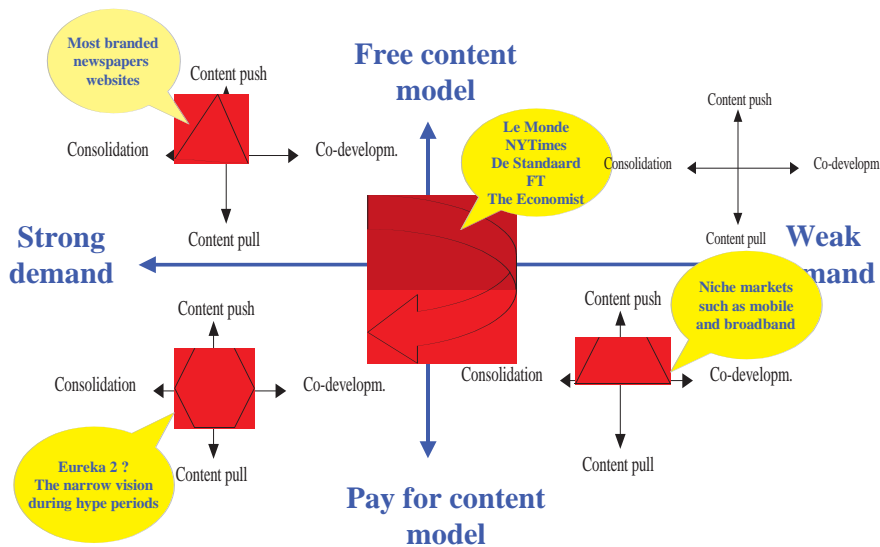 Most branded
newspapers
websites
Content push
Consolidation
Co-developm.
Content pull
Free content
model
Le Monde
NYTimes
De Standaard
FT
The Economist
Content push
Consolidation
Co-developm
Content pull
Strong
demand
Weak
mand
Content push
Consolidation
Co-developm.
Content pull
Eureka 2 ?
The narrow vision
during hype periods
Content push
Consolidation
Co-developm.
Content pull
Niche markets
such as mobile
and broadband
Pay for content
model